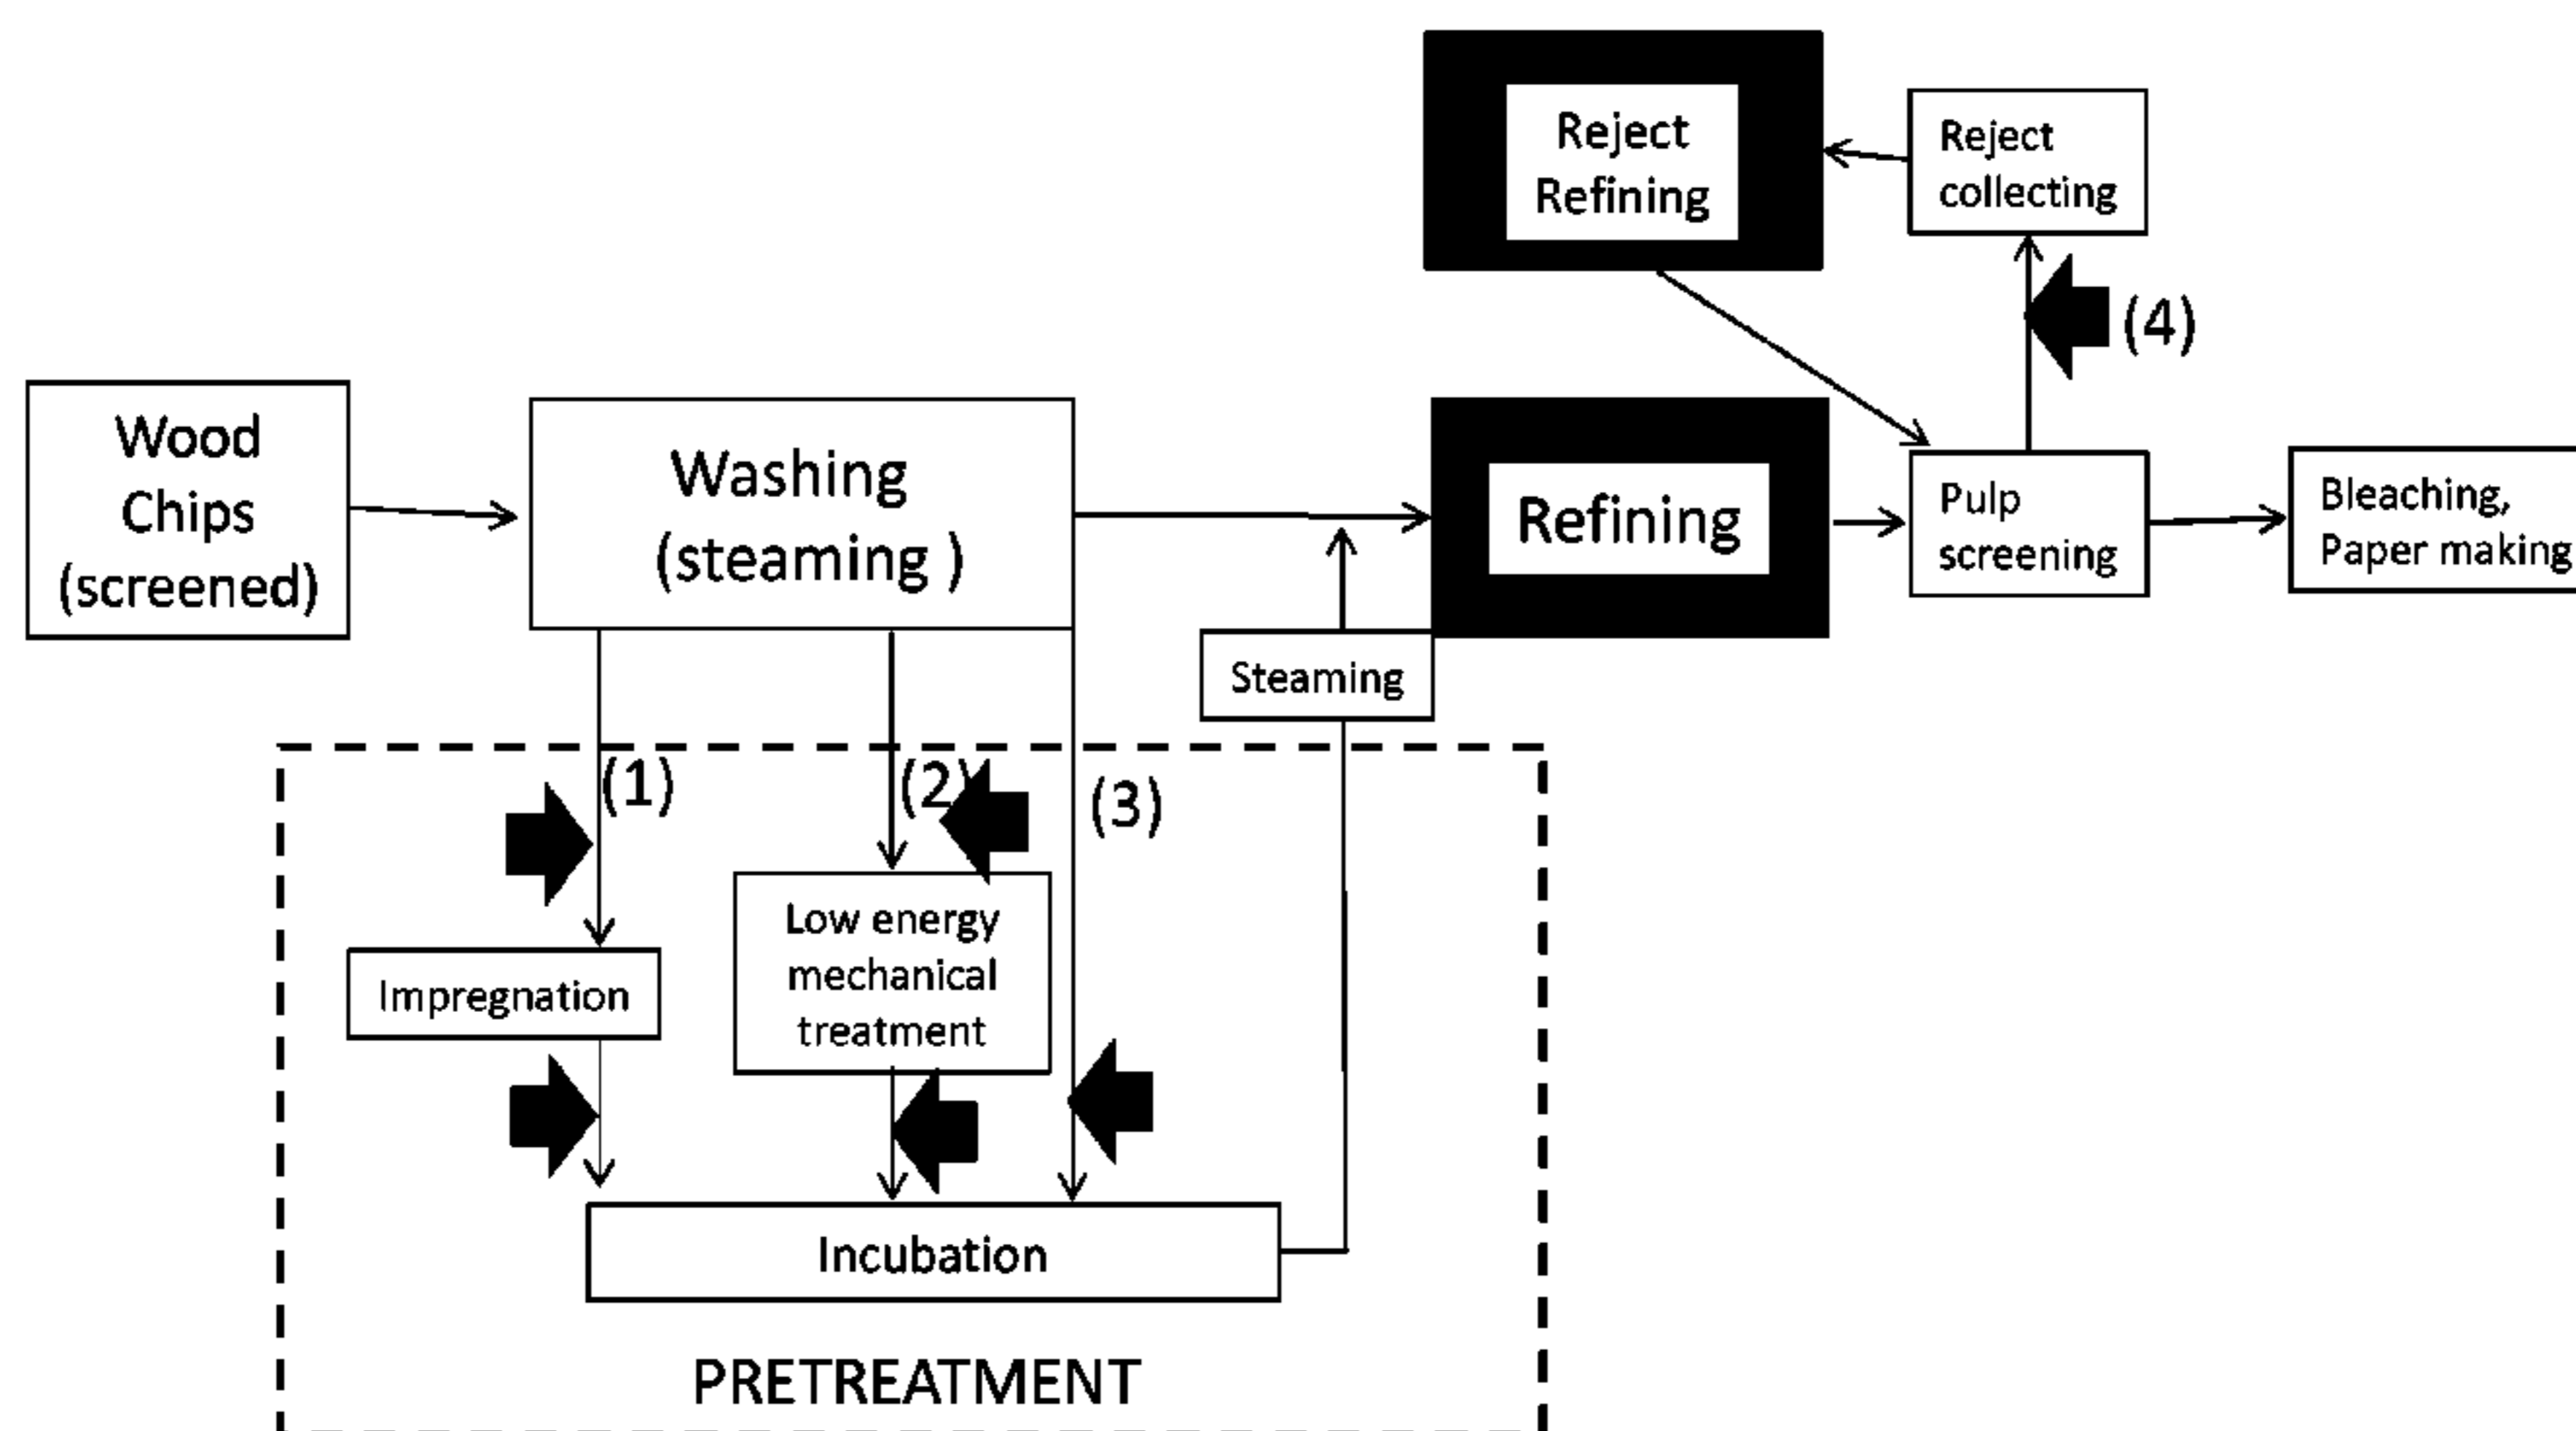 Wood
Chips
(screened)
Washing
(steaming )
Refining
Reject
Refining
Reject
collecting
(4)
Pulp
screening
Bleaching,
Paper making
Steaming
(1)
(2)
(3)
Impregnation
Low energy
mechanical
treatment
Incubation
PRETREATMENT